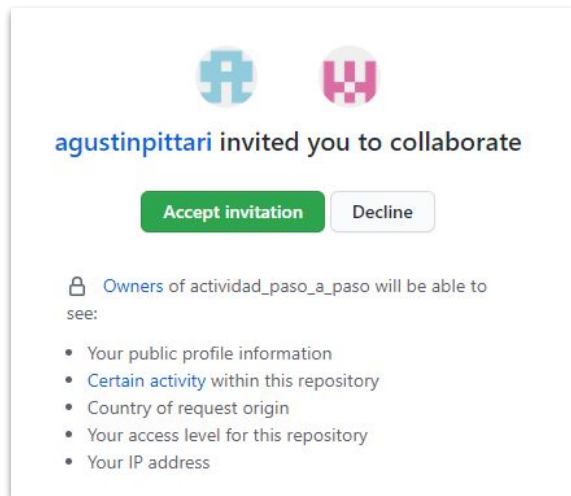 agustinpittari invited you to collaborate
Accept invitation
Decline
Owners of actividad_paso_a_paso will be able to
see:
Your public profile information
Certain activity within this repository
Country of request origin
Your access level for this repository
Your IP address